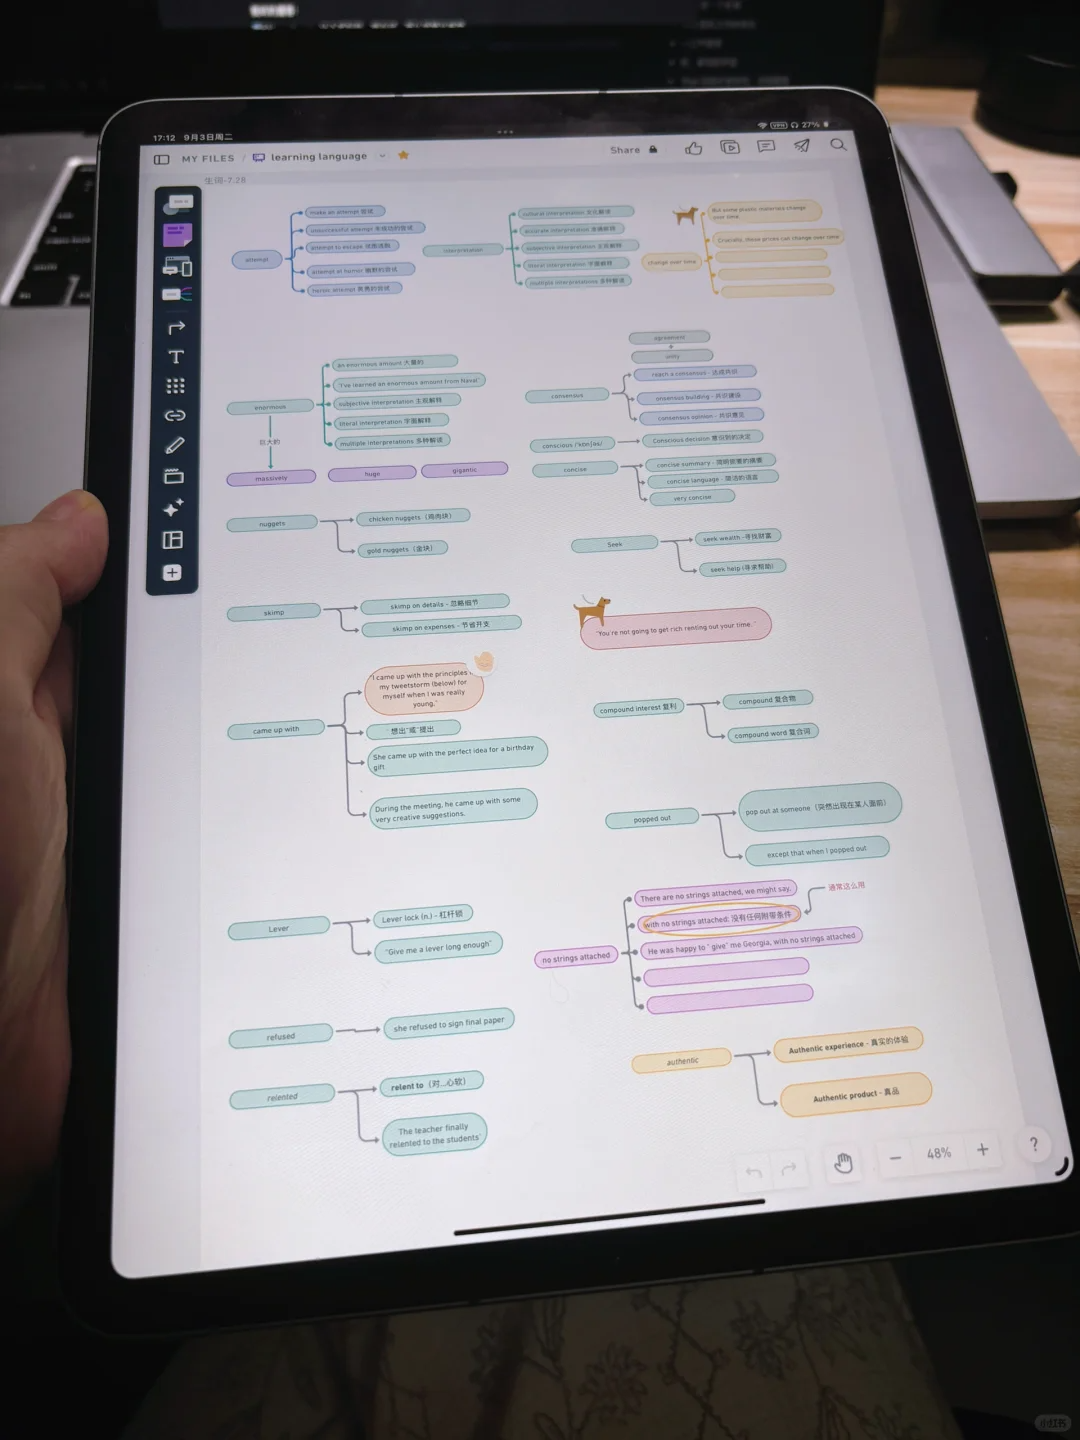 17:12 9月3日周二
VPN 27%
MY FILES / learning language
Share
生词-7.28
attempt
make an attempt 尝试
unsuccessful attempt 未成功的尝试
attempt to escape 试图逃跑
attempt at humor 幽默的尝试
heroic attempt 英勇的尝试
interpretation
cultural interpretation 文化解读
accurate interpretation 准确解释
subjective interpretation 主观解释
literal interpretation 字面解释
multiple interpretations 多种解读
change over time
But some plastic materials change
over time.
Crucially, these prices can change over time
enormous
巨大的
an enormous amount 大量的
"I've learned an enormous amount from Naval"
subjective interpretation 主观解释
literal interpretation 字面解释
multiple interpretations 多种解读
massively
huge
gigantic
agreement
unity
consensus
reach a consensus - 达成共识
onsensus building - 共识建设
consensus opinion - 共识意见
conscious /ˈkɒnʃəs/
Conscious decision 意识到的决定
concise
concise summary - 简明扼要的摘要
concise language - 简洁的语言
very concise
nuggets
chicken nuggets（鸡肉块）
gold nuggets（金块）
Seek
seek wealth -寻找财富
seek help (寻求帮助)
skimp
skimp on details - 忽略细节
skimp on expenses - 节省开支
"You're not going to get rich renting out your time. "
came up with
"I came up with the principles
my tweetstorm (below) for
myself when I was really
young,"
" 想出"或"提出
She came up with the perfect idea for a birthday
gift
During the meeting, he came up with some
very creative suggestions.
compound interest 复利
compound 复合物
compound word 复合词
popped out
pop out at someone（突然出现在某人面前）
except that when I popped out
Lever
Lever lock (n.) - 杠杆锁
"Give me a lever long enough"
no strings attached
There are no strings attached, we might say,
with no strings attached: 没有任何附带条件
通常这么用
He was happy to " give" me Georgia, with no strings attached
refused
she refused to sign final paper
relented
relent to（对...心软）
The teacher finally
relented to the students'
authentic
Authentic experience - 真实的体验
Authentic product - 真品
48%
?
小红书